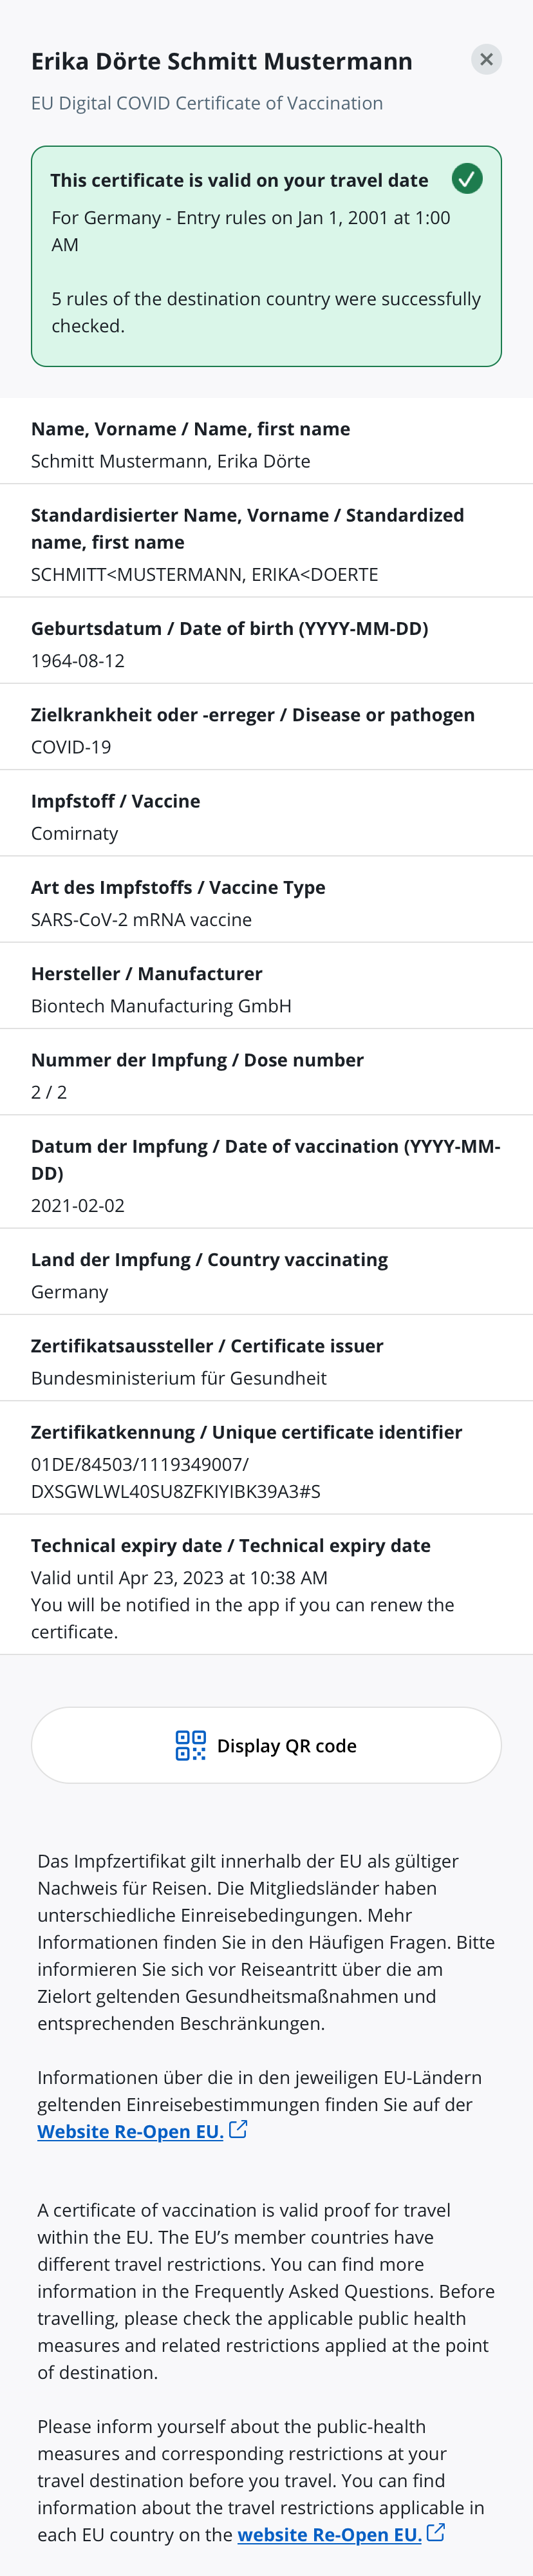 Erika Dörte Schmitt Mustermann
EU Digital COVID Certificate of Vaccination
This certificate is valid on your travel date
For Germany - Entry rules on Jan 1, 2001 at 1:00
AM
5 rules of the destination country were successfully
checked.
Name, Vorname / Name, first name
Schmitt Mustermann, Erika Dörte
Standardisierter Name, Vorname / Standardized
name, first name
SCHMITT<MUSTERMANN, ERIKA<DOERTE
Geburtsdatum / Date of birth (YYYY-MM-DD)
1964-08-12
Zielkrankheit oder -erreger / Disease or pathogen
COVID-19
Impfstoff / Vaccine
Comirnaty
Art des Impfstoffs / Vaccine Type
SARS-CoV-2 mRNA vaccine
Hersteller / Manufacturer
Biontech Manufacturing GmbH
Nummer der Impfung / Dose number
2 / 2
Datum der Impfung / Date of vaccination (YYYY-MM-
DD)
2021-02-02
Land der Impfung / Country vaccinating
Germany
Zertifikatsaussteller / Certificate issuer
Bundesministerium für Gesundheit
Zertifikatkennung / Unique certificate identifier
01DE/84503/1119349007/
DXSGWLWL40SU8ZFKIYIBK39A3#S
Technical expiry date / Technical expiry date
Valid until Apr 23, 2023 at 10:38 AM
You will be notified in the app if you can renew the
certificate.
Display QR code
Das Impfzertifikat gilt innerhalb der EU als gültiger
Nachweis für Reisen. Die Mitgliedsländer haben
unterschiedliche Einreisebedingungen. Mehr
Informationen finden Sie in den Häufigen Fragen. Bitte
informieren Sie sich vor Reiseantritt über die am
Zielort geltenden Gesundheitsmaßnahmen und
entsprechenden Beschränkungen.
Informationen über die in den jeweiligen EU-Ländern
geltenden Einreisebestimmungen finden Sie auf der
Website Re-Open EU.
A certificate of vaccination is valid proof for travel
within the EU. The EU’s member countries have
different travel restrictions. You can find more
information in the Frequently Asked Questions. Before
travelling, please check the applicable public health
measures and related restrictions applied at the point
of destination.
Please inform yourself about the public-health
measures and corresponding restrictions at your
travel destination before you travel. You can find
information about the travel restrictions applicable in
each EU country on the website Re-Open EU.